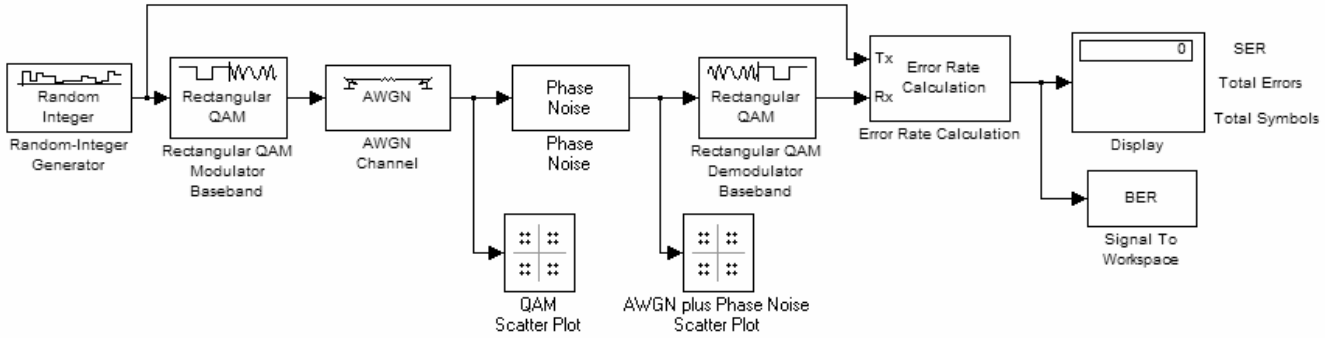 Random
Integer
Random-Integer
Generator
Rectangular
QAM
Rectangular QAM
Modulator
Baseband
AWGN
AWGN
Channel
Phase
Noise
Phase
Noise
Rectangular
QAM
Rectangular QAM
Demodulator
Baseband
Tx
Rx
Error Rate
Calculation
Error Rate Calculation
0
Display
SER
Total Errors
Total Symbols
BER
Signal To
Workspace
QAM
Scatter Plot
AWGN plus Phase Noise
Scatter Plot